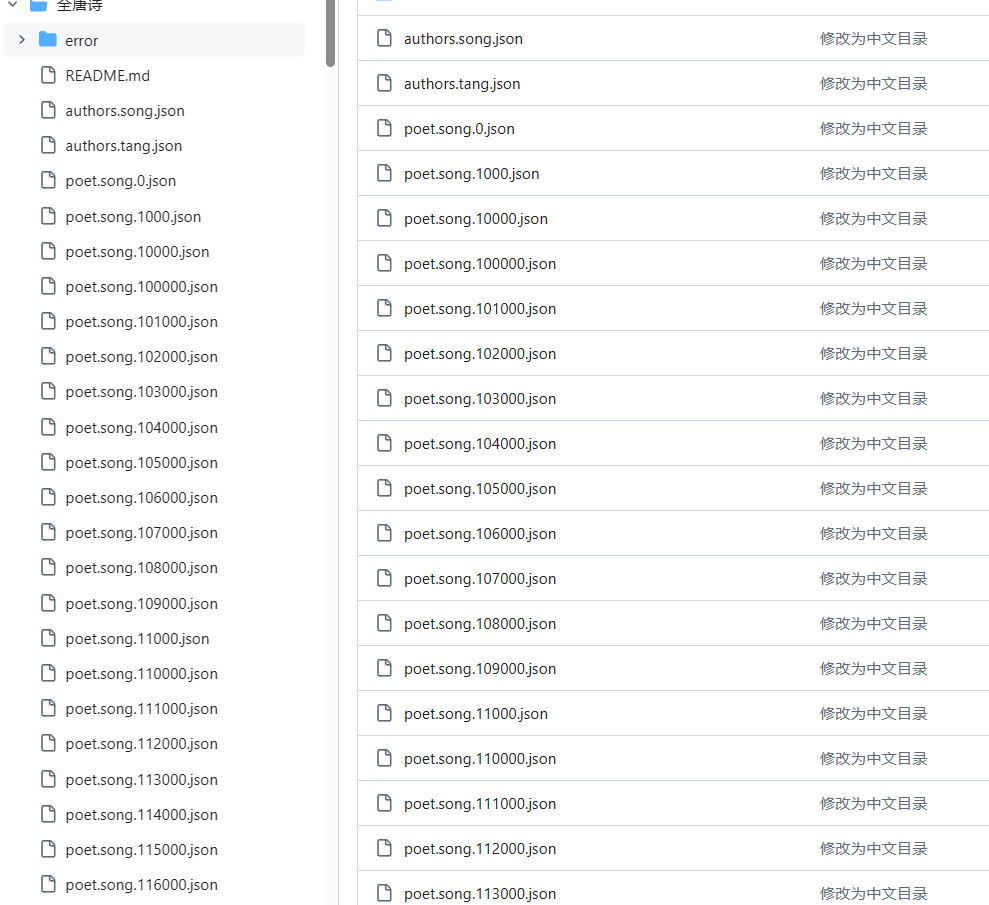 全唐诗
error
README.md
authors.song.json
authors.tang.json
poet.song.0.json
poet.song.1000.json
poet.song.10000.json
poet.song.100000.json
poet.song.101000.json
poet.song.102000.json
poet.song.103000.json
poet.song.104000.json
poet.song.105000.json
poet.song.106000.json
poet.song.107000.json
poet.song.108000.json
poet.song.109000.json
poet.song.11000.json
poet.song.110000.json
poet.song.111000.json
poet.song.112000.json
poet.song.113000.json
poet.song.114000.json
poet.song.115000.json
poet.song.116000.json
authors.song.json 修改为中文目录
authors.tang.json 修改为中文目录
poet.song.0.json 修改为中文目录
poet.song.1000.json 修改为中文目录
poet.song.10000.json 修改为中文目录
poet.song.100000.json 修改为中文目录
poet.song.101000.json 修改为中文目录
poet.song.102000.json 修改为中文目录
poet.song.103000.json 修改为中文目录
poet.song.104000.json 修改为中文目录
poet.song.105000.json 修改为中文目录
poet.song.106000.json 修改为中文目录
poet.song.107000.json 修改为中文目录
poet.song.108000.json 修改为中文目录
poet.song.109000.json 修改为中文目录
poet.song.11000.json 修改为中文目录
poet.song.110000.json 修改为中文目录
poet.song.111000.json 修改为中文目录
poet.song.112000.json 修改为中文目录
poet.song.113000.json 修改为中文目录